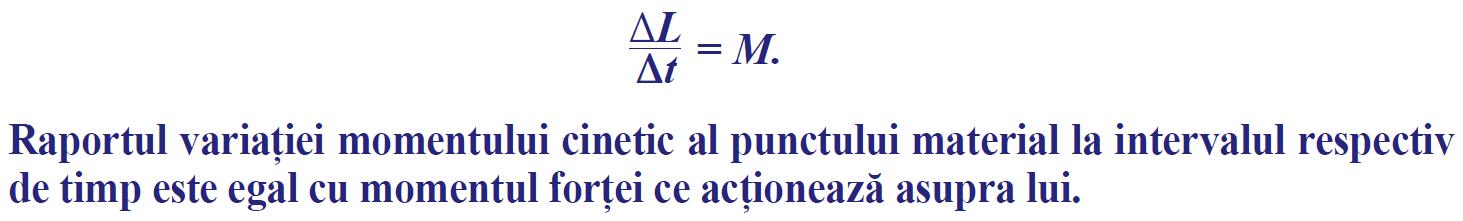 ΔL/Δt = M.
Raportul variației momentului cinetic al punctului material la intervalul respectiv
de timp este egal cu momentul forței ce acționează asupra lui.